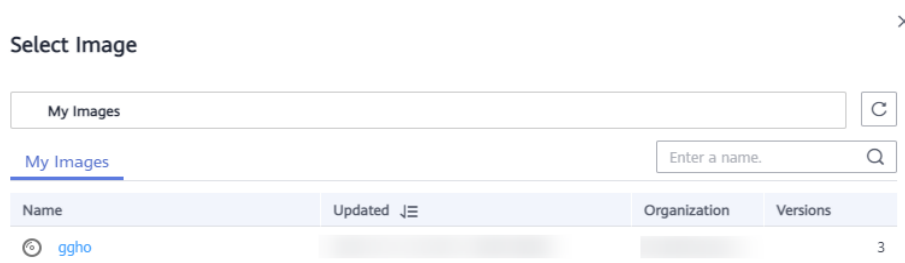 Select Image
My Images
My Images
Enter a name.
Name Updated Organization Versions
ggho 3